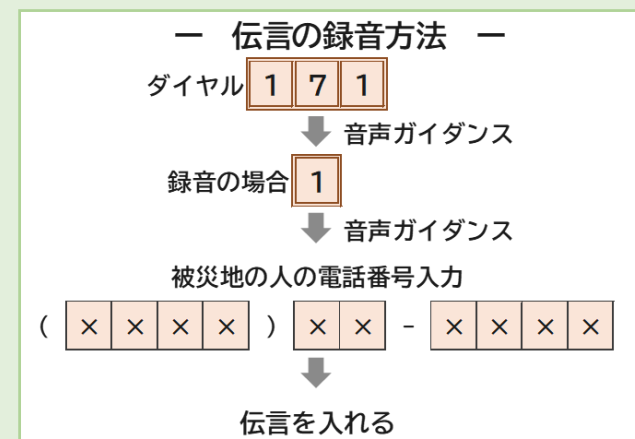 ー 伝言の録音方法 ー
ダイヤル 1 7 1
音声ガイダンス
録音の場合 1
音声ガイダンス
被災地の人の電話番号入力
( × × × × ) × × - × × × ×
伝言を入れる